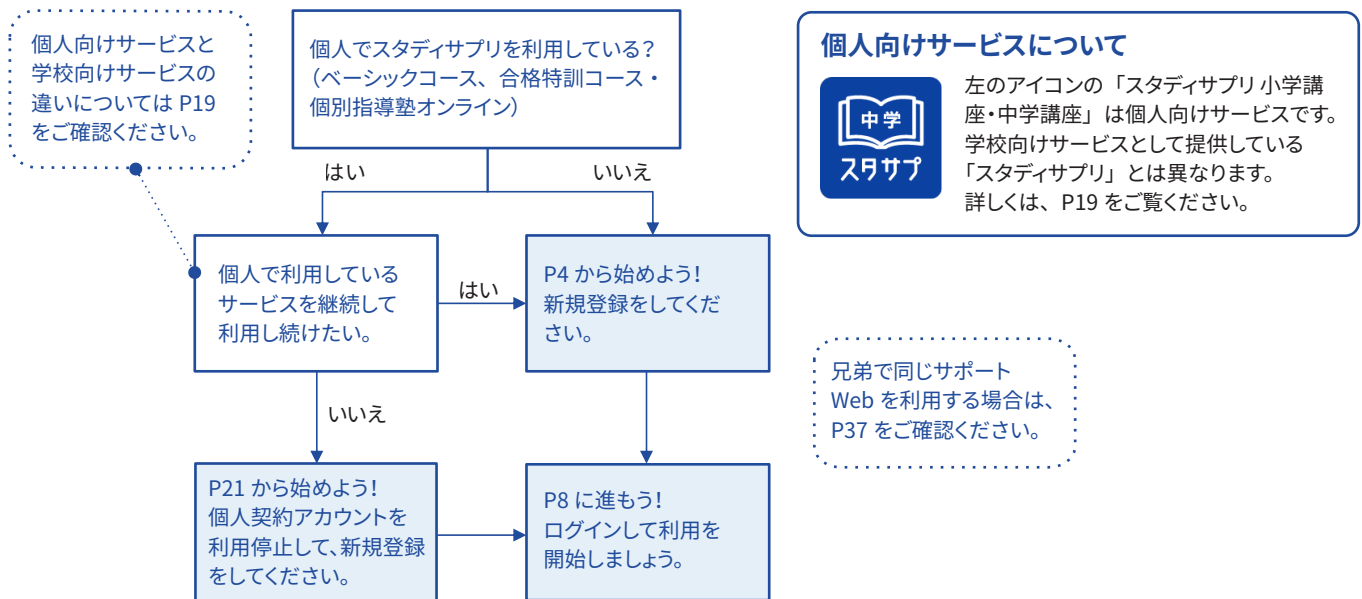 個人向けサービスと
学校向けサービスの
違いについては P19
をご確認ください。
個人でスタディサプリを利用している？
（ベーシックコース、合格特訓コース・
個別指導塾オンライン）
はい
いいえ
個人で利用している
サービスを継続して
利用し続けたい。
はい
P4 から始めよう！
新規登録をしてくだ
さい。
いいえ
P21 から始めよう！
個人契約アカウントを
利用停止して、新規登録
をしてください。
P8 に進もう！
ログインして利用を
開始しましょう。
個人向けサービスについて
中学
スタサプ
左のアイコンの「スタディサプリ 小学講
座・中学講座」は個人向けサービスです。
学校向けサービスとして提供している
「スタディサプリ」とは異なります。
詳しくは、P19 をご覧ください。
兄弟で同じサポート
Web を利用する場合は、
P37 をご確認ください。